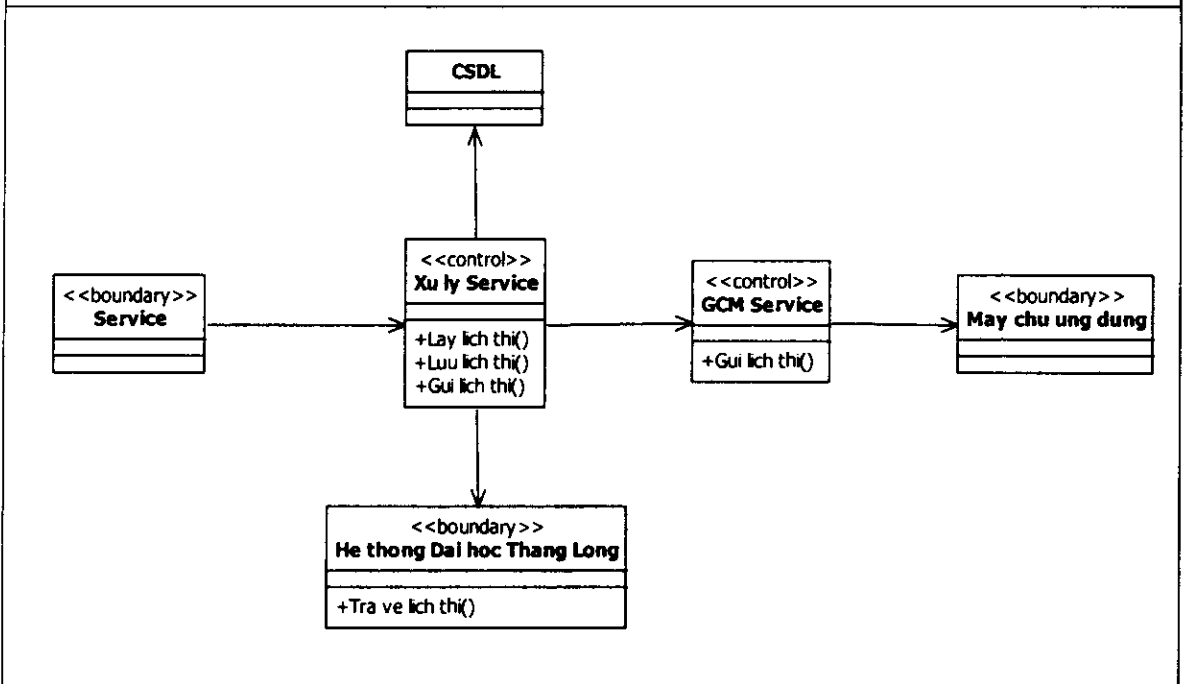 CSDL
<<control>>
Xu ly Service
+Lay lich thi()
+Luu lich thi()
+Gui lich thi()
<<boundary>>
Service
<<control>>
GCM Service
+Gui lich thi()
<<boundary>>
May chu ung dung
<<boundary>>
He thong Dai hoc Thang Long
+Tra ve lich thi()